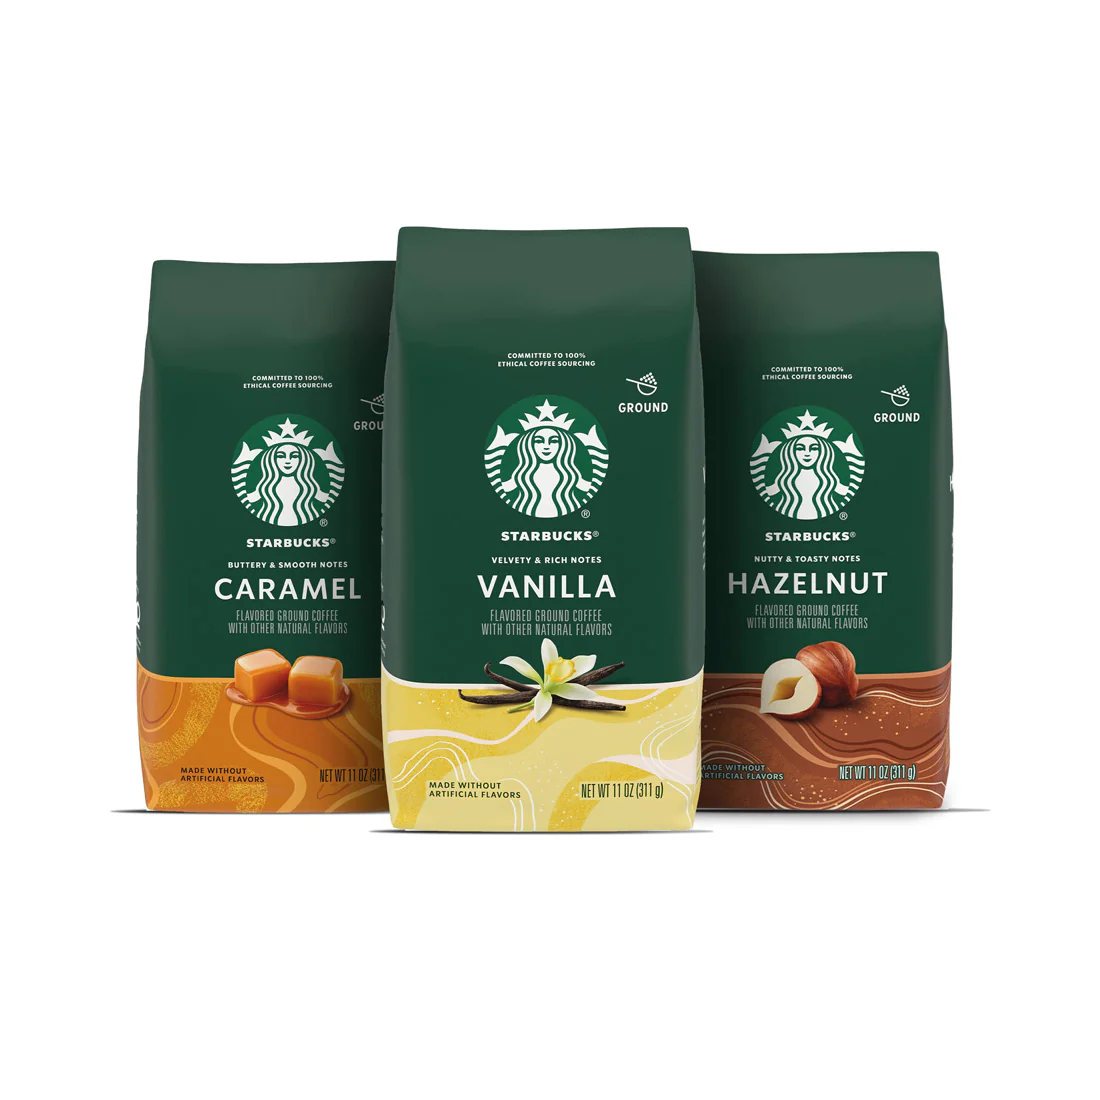 COMMITTED TO 100%
ETHICAL COFFEE SOURCING
GROU
STARBUCKS®
BUTTERY & SMOOTH NOTES
CARAMEL
FLAVORED GROUND COFFEE
WITH OTHER NATURAL FLAVORS
MADE WITHOUT
ARTIFICIAL FLAVORS
NET WT 11 OZ (311
COMMITTED TO 100%
ETHICAL COFFEE SOURCING
GROUND
STARBUCKS®
VELVETY & RICH NOTES
VANILLA
FLAVORED GROUND COFFEE
WITH OTHER NATURAL FLAVORS
MADE WITHOUT
ARTIFICIAL FLAVORS
NET WT 11 OZ (311 g)
COMMITTED TO 100%
ETHICAL COFFEE SOURCING
GROUND
STARBUCKS®
NUTTY & TOASTY NOTES
HAZELNUT
FLAVORED GROUND COFFEE
WITH OTHER NATURAL FLAVORS
MADE WITHOUT
ARTIFICIAL FLAVORS
NET WT 11 OZ (311 g)